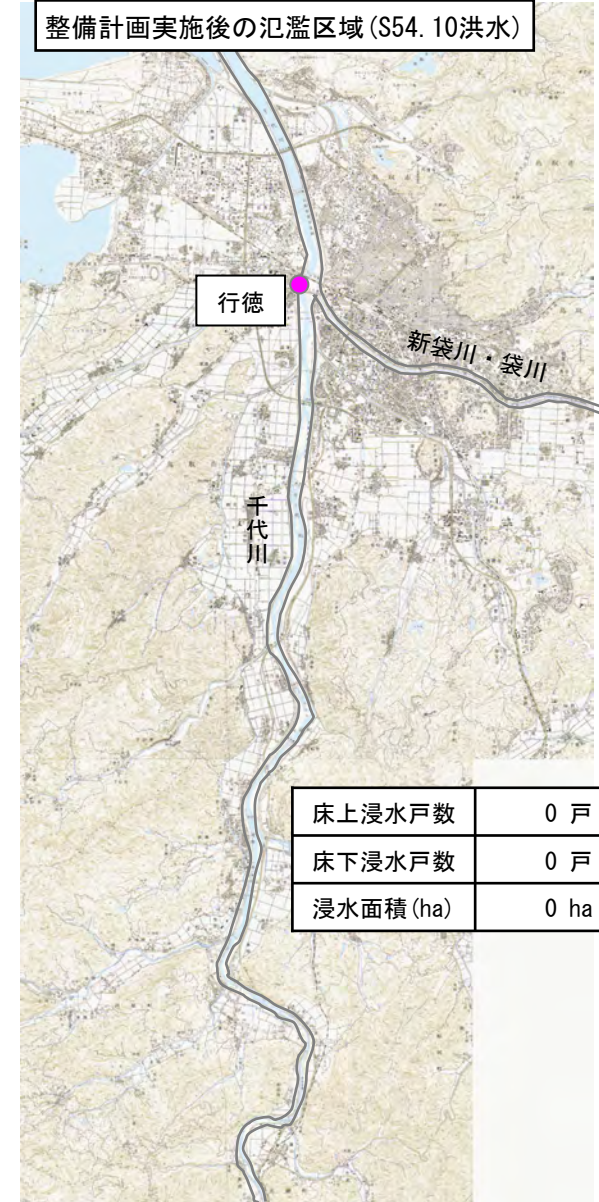 整備計画実施後の氾濫区域(S54.10洪水)
行徳
新袋川・袋川
千代川
床上浸水戸数 0 戸
床下浸水戸数 0 戸
浸水面積(ha) 0 ha